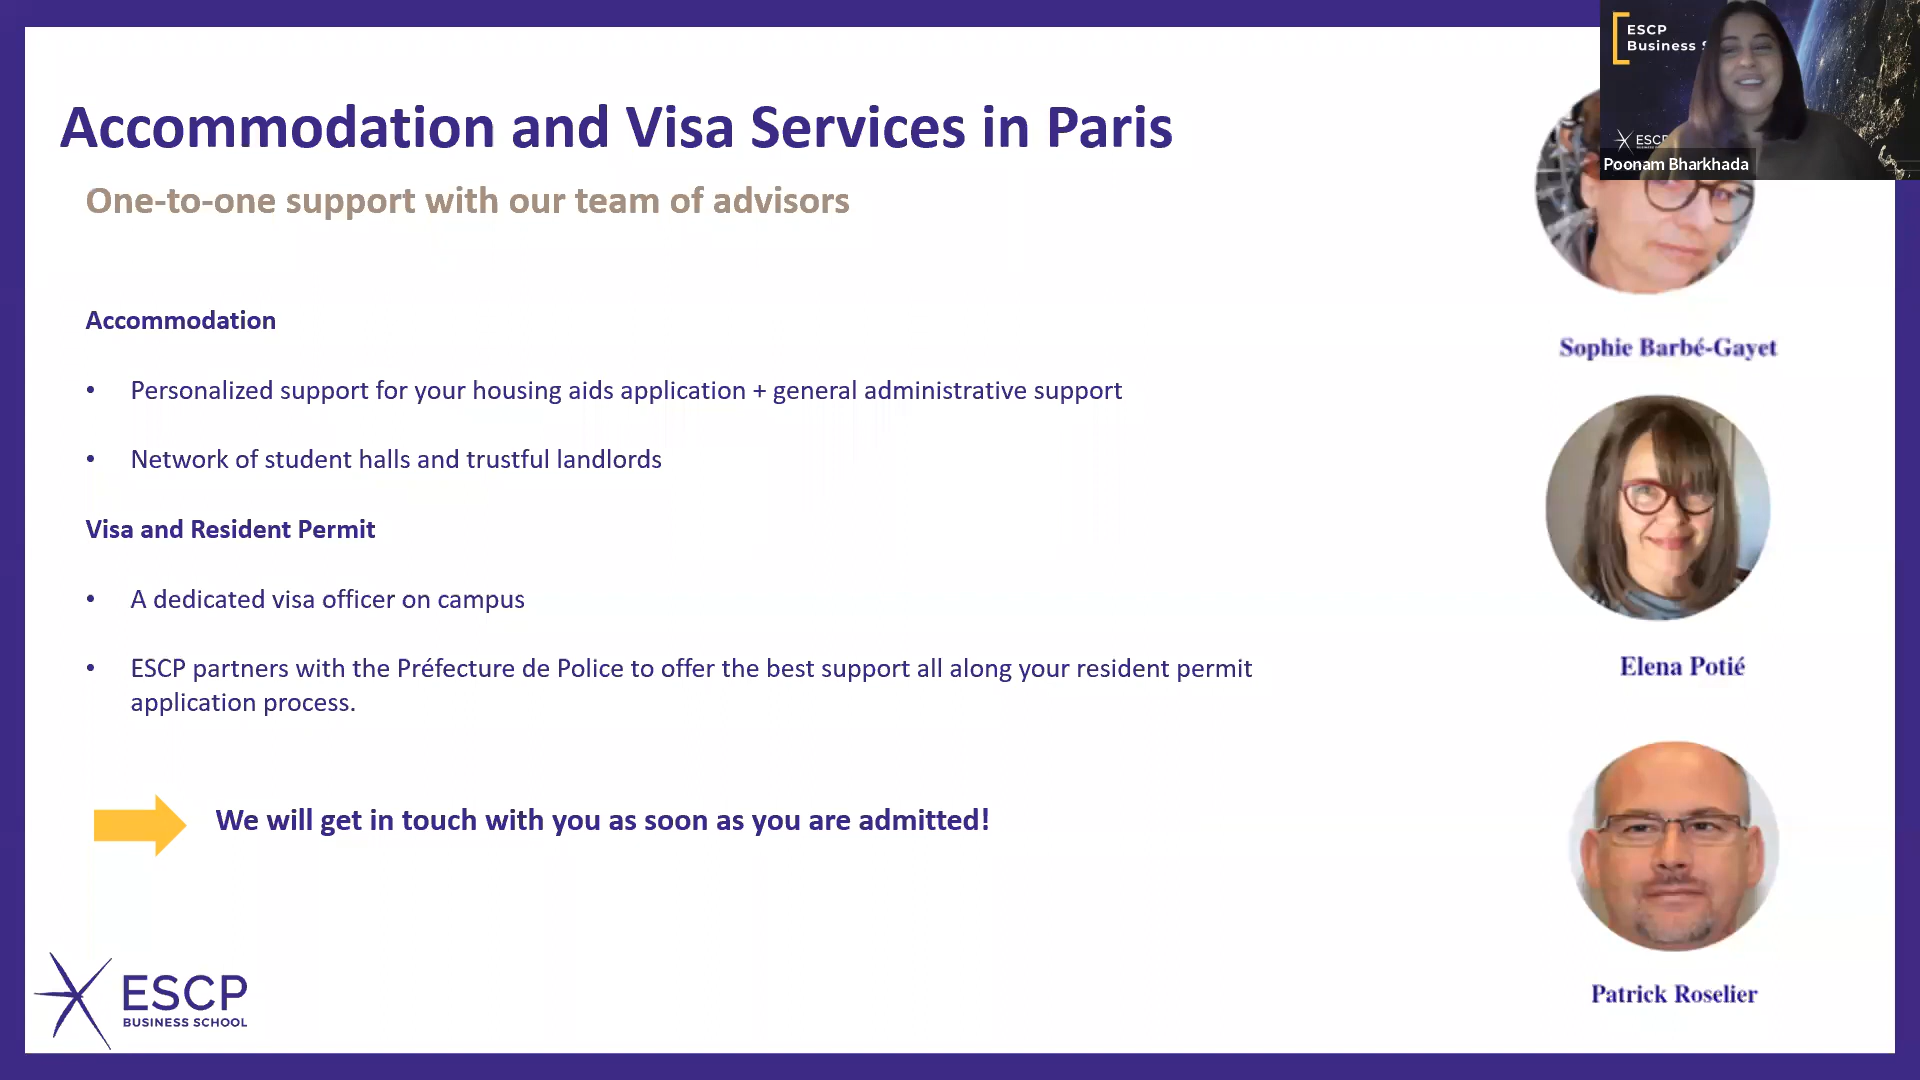 Accommodation and Visa Services in Paris
One-to-one support with our team of advisors
Accommodation
• Personalized support for your housing aids application + general administrative support
• Network of student halls and trustful landlords
Visa and Resident Permit
• A dedicated visa officer on campus
• ESCP partners with the Préfecture de Police to offer the best support all along your resident permit
application process.
We will get in touch with you as soon as you are admitted!
ESCP
BUSINESS SCHOOL
ESCP
Business
ESCP
Poonam Bharkhada
Sophie Barbé-Gayet
Elena Potié
Patrick Roselier